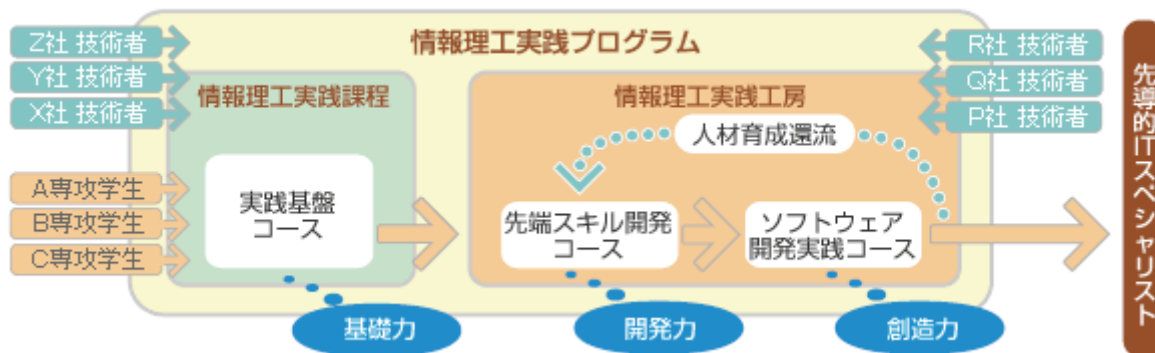 情報理工実践プログラム
Z社 技術者
Y社 技術者
X社 技術者
R社 技術者
Q社 技術者
P社 技術者
情報理工実践課程
情報理工実践工房
人材育成還流
A専攻学生
B専攻学生
C専攻学生
実践基盤
コース
先端スキル開発
コース
ソフトウェア
開発実践コース
基礎力
開発力
創造力
先導的ITスペシャリスト